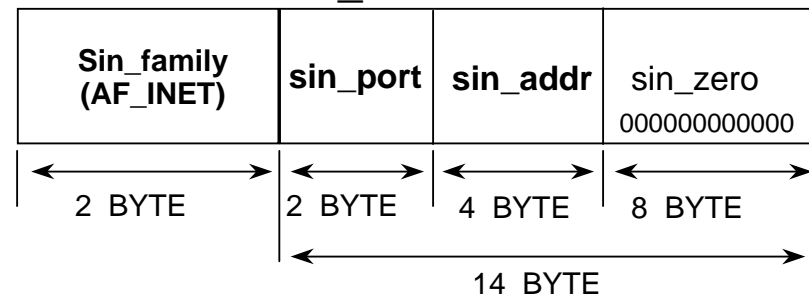 Sin_family
(AF_INET)
sin_port
sin_addr
sin_zero
000000000000
2 BYTE
2 BYTE
4 BYTE
8 BYTE
14 BYTE